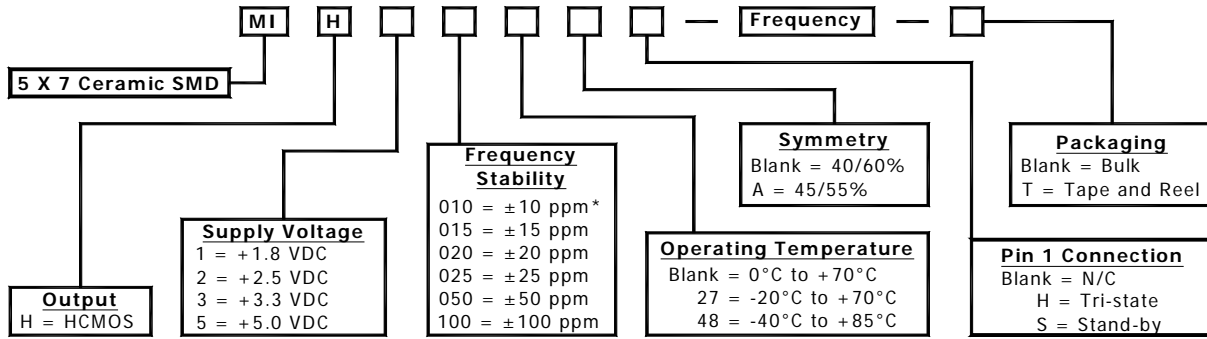 MI H — Frequency —
5 X 7 Ceramic SMD
Output
H = HCMOS
Supply Voltage
1 = +1.8 VDC
2 = +2.5 VDC
3 = +3.3 VDC
5 = +5.0 VDC
Frequency
Stability
010 = ±10 ppm*
015 = ±15 ppm
020 = ±20 ppm
025 = ±25 ppm
050 = ±50 ppm
100 = ±100 ppm
Symmetry
Blank = 40/60%
A = 45/55%
Operating Temperature
Blank = 0°C to +70°C
27 = -20°C to +70°C
48 = -40°C to +85°C
Packaging
Blank = Bulk
T = Tape and Reel
Pin 1 Connection
Blank = N/C
H = Tri-state
S = Stand-by